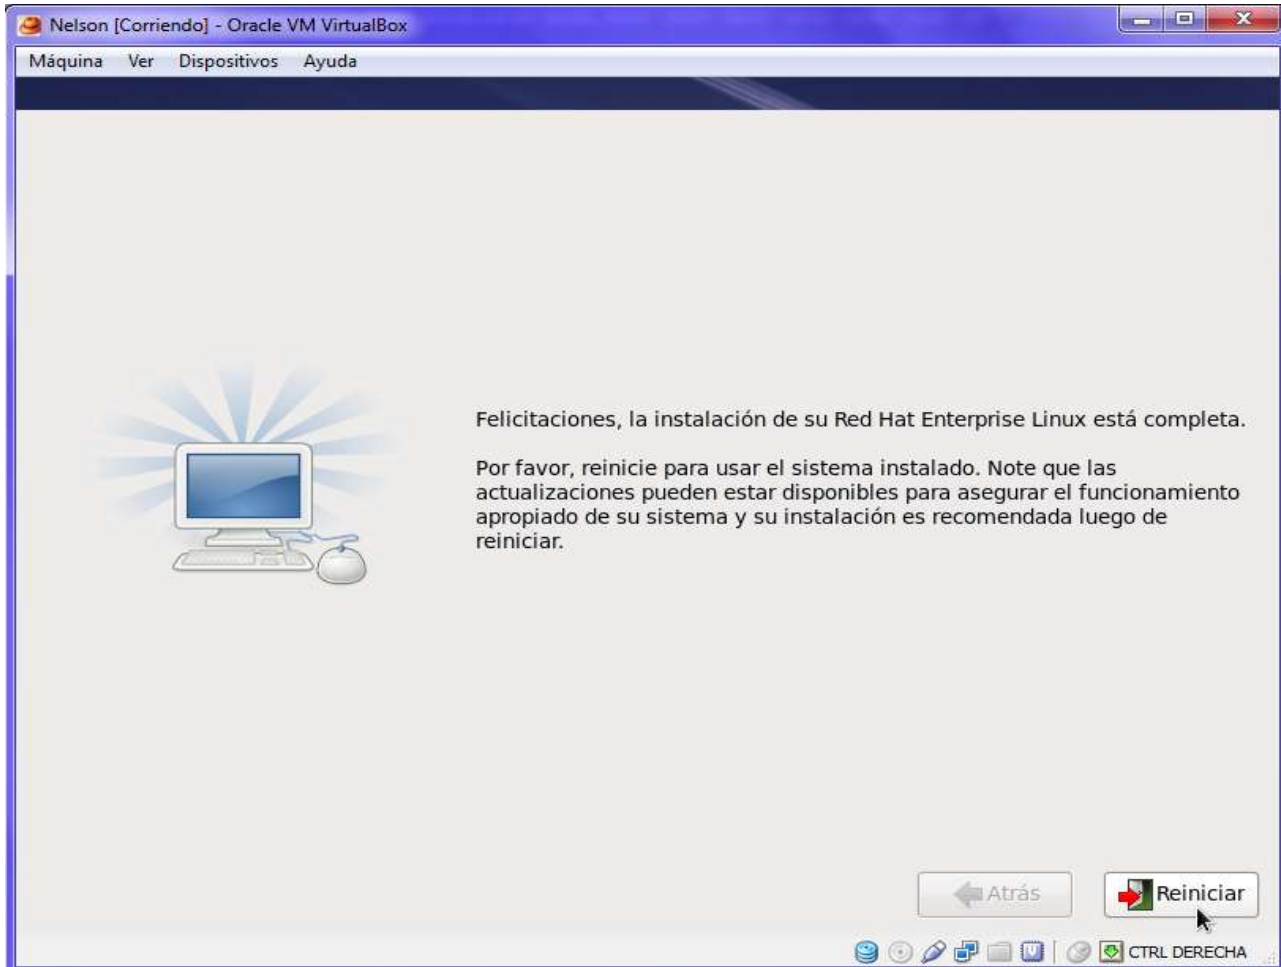 Nelson [Corriendo] - Oracle VM VirtualBox
Máquina Ver Dispositivos Ayuda
Felicitaciones, la instalación de su Red Hat Enterprise Linux está completa.
Por favor, reinicie para usar el sistema instalado. Note que las
actualizaciones pueden estar disponibles para asegurar el funcionamiento
apropiado de su sistema y su instalación es recomendada luego de
reiniciar.
Atrás
Reiniciar
CTRL DERECHA